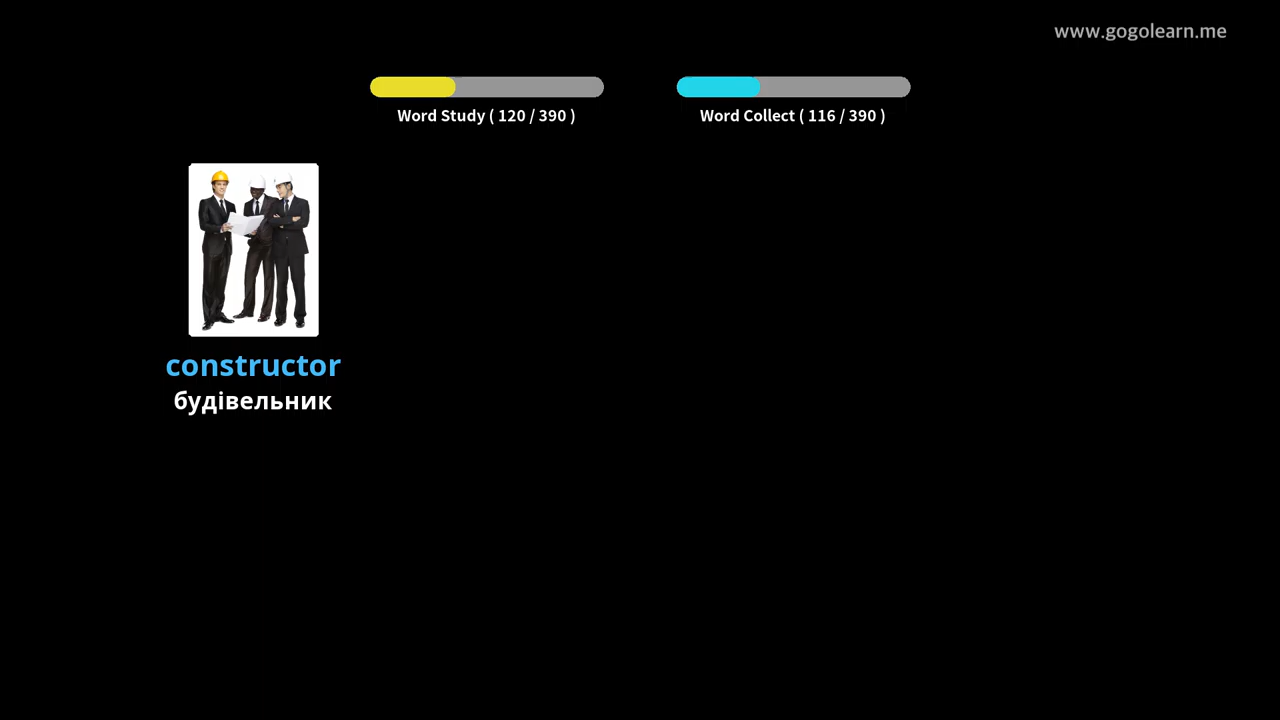 www.gogolearn.me
Word Study ( 120 / 390 )
Word Collect ( 116 / 390 )
constructor
будівельник